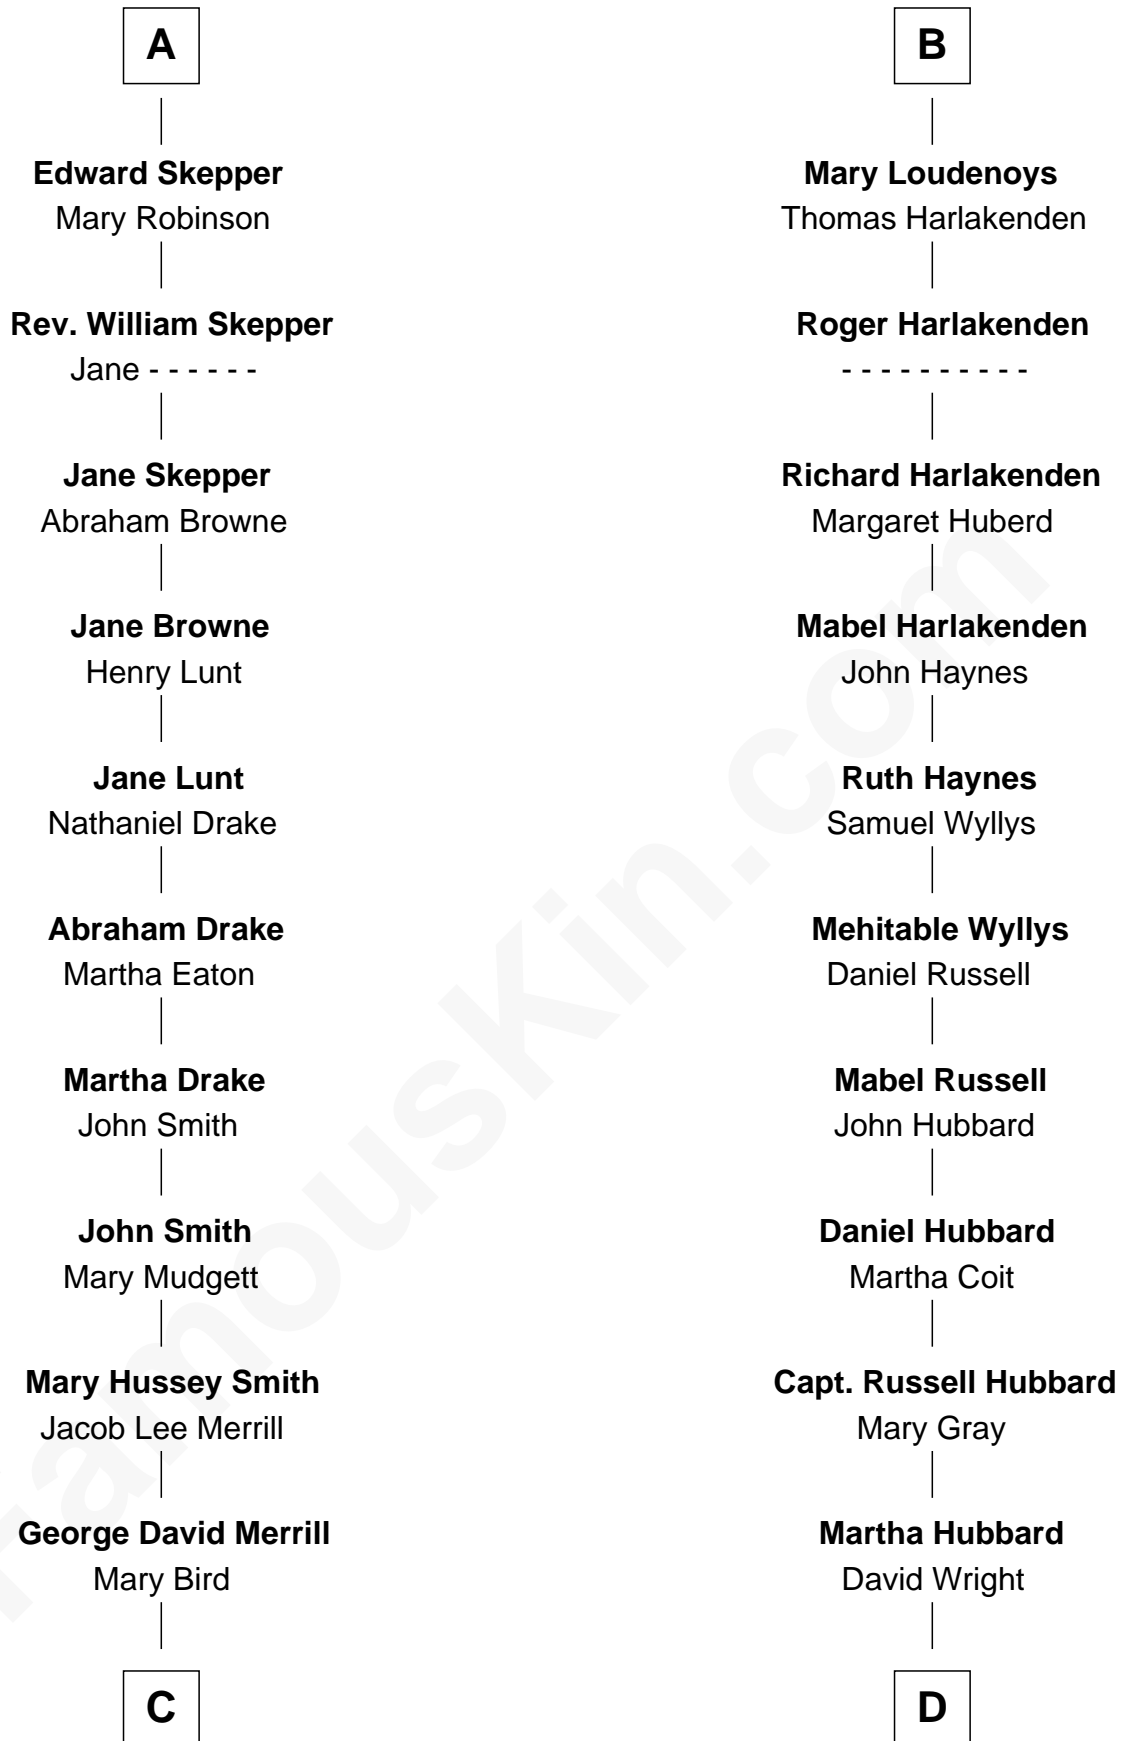 A
Edward Skepper
Mary Robinson
Rev. William Skepper
Jane - - - - - -
Jane Skepper
Abraham Browne
Jane Browne
Henry Lunt
Jane Lunt
Nathaniel Drake
Abraham Drake
Martha Eaton
Martha Drake
John Smith
John Smith
Mary Mudgett
Mary Hussey Smith
Jacob Lee Merrill
George David Merrill
Mary Bird
C
B
Mary Loudenoys
Thomas Harlakenden
Roger Harlakenden
- - - - - - - - - -
Richard Harlakenden
Margaret Huberd
Mabel Harlakenden
John Haynes
Ruth Haynes
Samuel Wyllys
Mehitable Wyllys
Daniel Russell
Mabel Russell
John Hubbard
Daniel Hubbard
Martha Coit
Capt. Russell Hubbard
Mary Gray
Martha Hubbard
David Wright
D
FamousKin.com